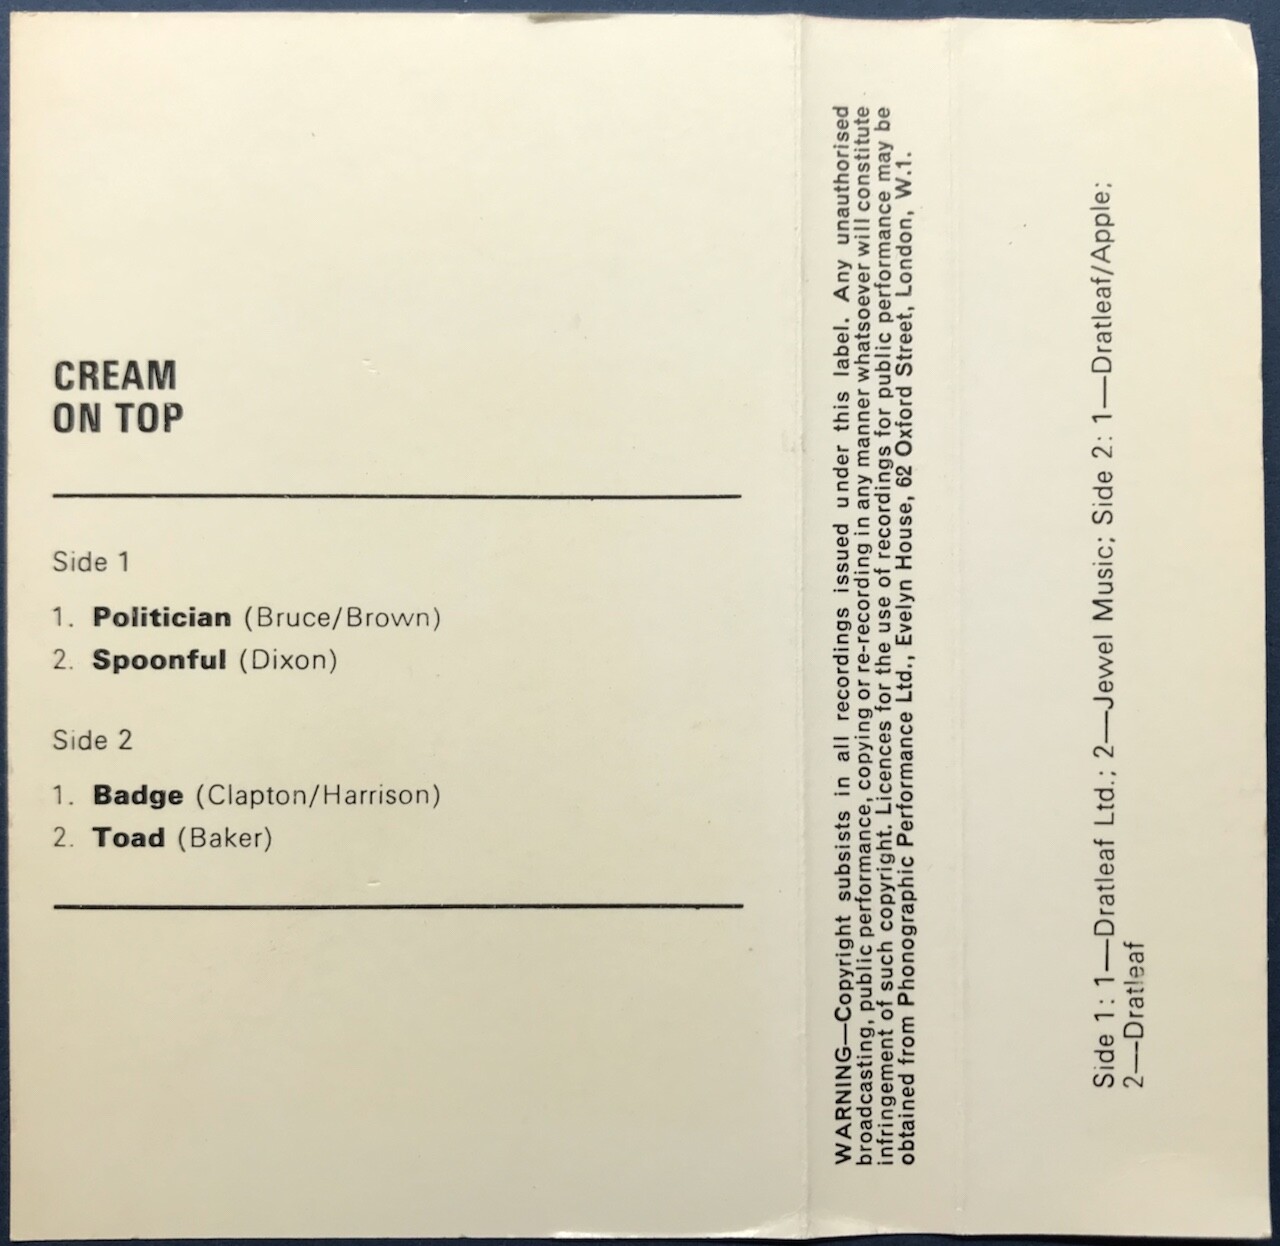 CREAM
ON TOP
Side 1
1. Politician (Bruce/Brown)
2. Spoonful (Dixon)
Side 2
1. Badge (Clapton/Harrison)
2. Toad (Baker)
WARNING—Copyright subsists in all recordings issued under this label. Any unauthorised
broadcasting, public performance, copying or re-recording in any manner whatsoever will constitute
infringement of such copyright. Licences for the use of recordings for public performance may be
obtained from Phonographic Performance Ltd., Evelyn House, 62 Oxford Street, London, W.1.
Side 1: 1—Dratleaf Ltd.; 2—Jewel Music; Side 2: 1—Dratleaf/Apple;
2—Dratleaf